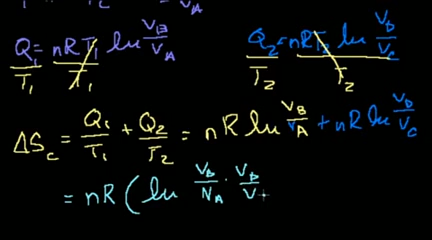 V_A
Q₁/T₁ = nRT₁/T₁ ln V_B/V_A
Q₂/T₂ = nRT₂/T₂ ln V_D/V_C
ΔS_C = Q₁/T₁ + Q₂/T₂ = nR ln V_B/V_A + nR ln V_D/V_C
= nR ( ln V_B/V_A · V_D/V